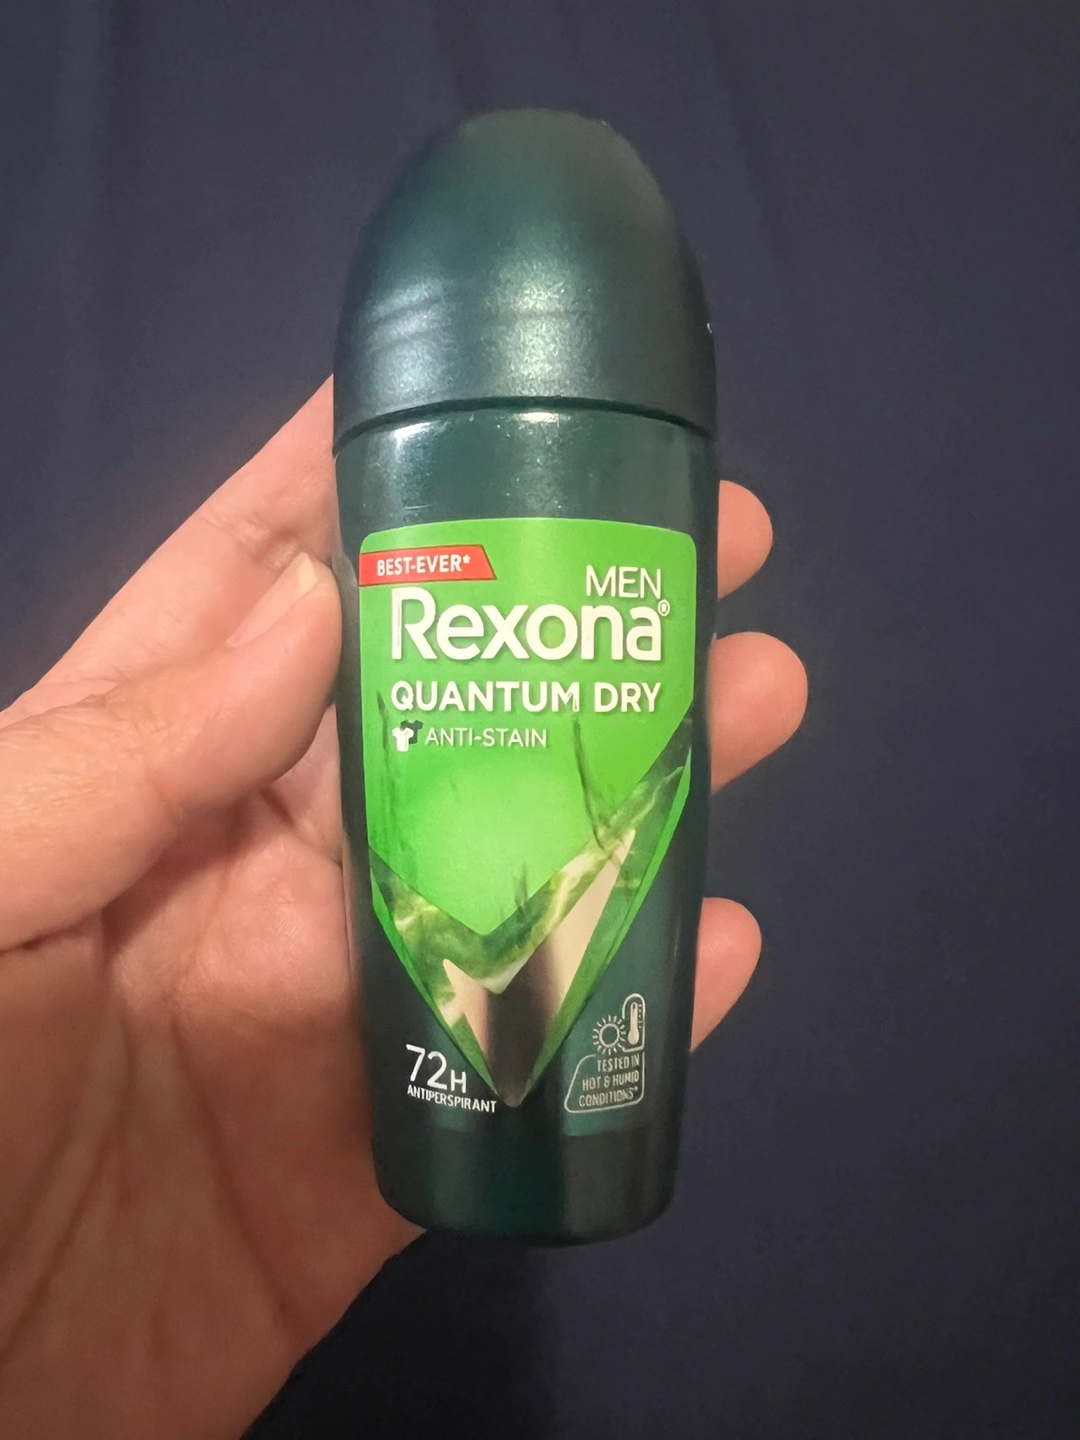 BEST-EVER*
MEN
Rexona®
QUANTUM DRY
ANTI-STAIN
72H
ANTIPERSPIRANT
TESTED IN
HOT & HUMID
CONDITIONS*